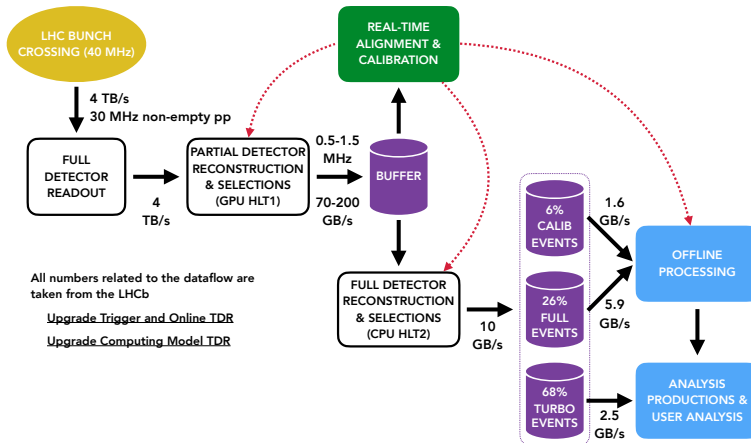 LHC BUNCH
CROSSING (40 MHz)
REAL-TIME
ALIGNMENT &
CALIBRATION
4 TB/s
30 MHz non-empty pp
FULL
DETECTOR
READOUT
4
TB/s
PARTIAL DETECTOR
RECONSTRUCTION
& SELECTIONS
(GPU HLT1)
0.5-1.5
MHz
70-200
GB/s
BUFFER
FULL DETECTOR
RECONSTRUCTION
& SELECTIONS
(CPU HLT2)
10
GB/s
6%
CALIB
EVENTS
26%
FULL
EVENTS
68%
TURBO
EVENTS
1.6
GB/s
5.9
GB/s
2.5
GB/s
OFFLINE
PROCESSING
ANALYSIS
PRODUCTIONS &
USER ANALYSIS
All numbers related to the dataflow are
taken from the LHCb
Upgrade Trigger and Online TDR
Upgrade Computing Model TDR